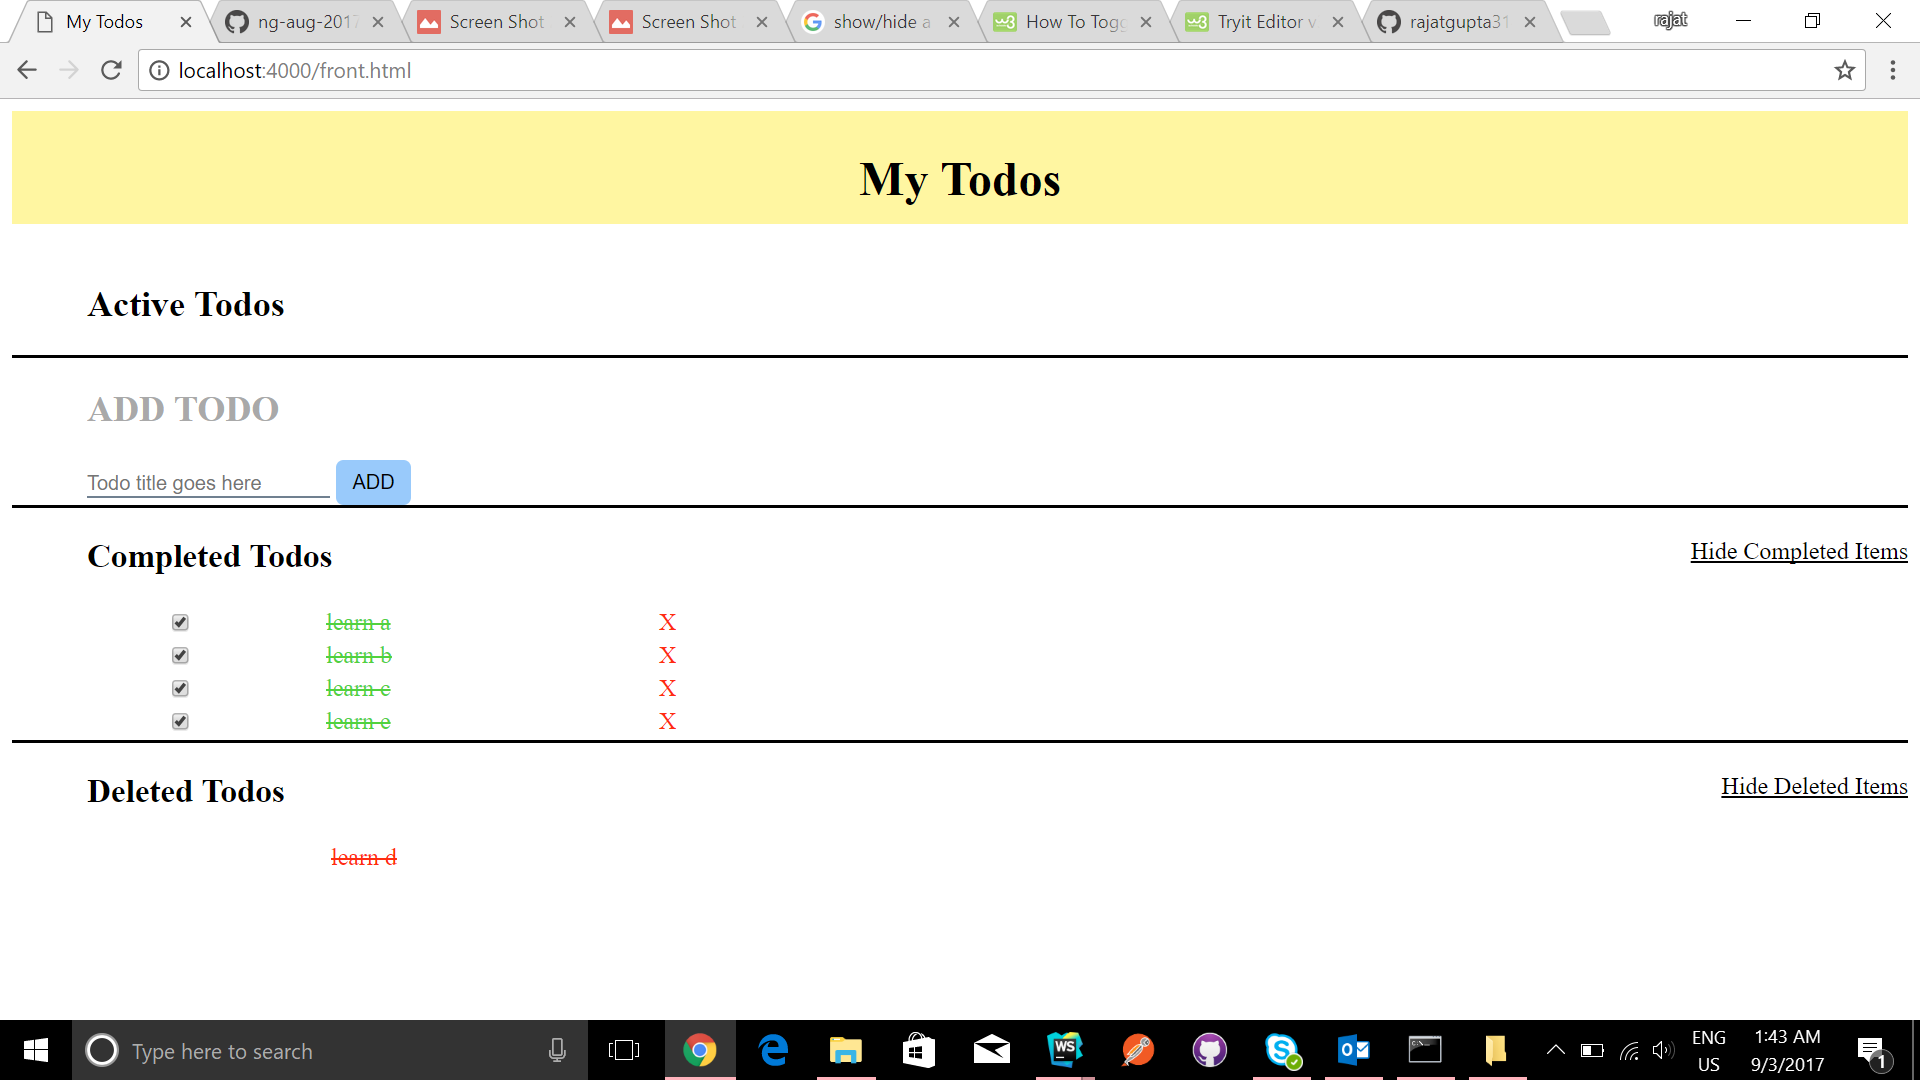 My Todos
ng-aug-2017
Screen Shot
Screen Shot
show/hide a
How To Togg
Tryit Editor v
rajatgupta31
rajat
localhost:4000/front.html
My Todos
Active Todos
ADD TODO
Todo title goes here ADD
Completed Todos
Hide Completed Items
learn a X
learn b X
learn c X
learn e X
Deleted Todos
Hide Deleted Items
learn d
Type here to search
WS
ENG
US
1:43 AM
9/3/2017
1